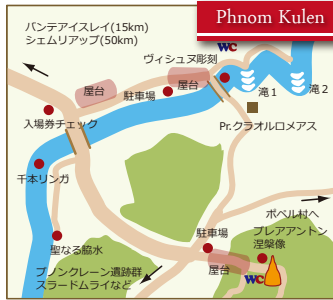 Phnom Kulen
バンテアイスレイ(15km)
シェムリアップ(50km)
ヴィシュヌ彫刻
WC
屋台
駐車場
屋台
滝1
滝2
入場券チェック
Pr.クラオルロメアス
千本リンガ
ポペル村へ
聖なる脇水
駐車場
プレアアントン
涅槃像
プノンクレーン遺跡群
スラードムライなど
屋台
WC